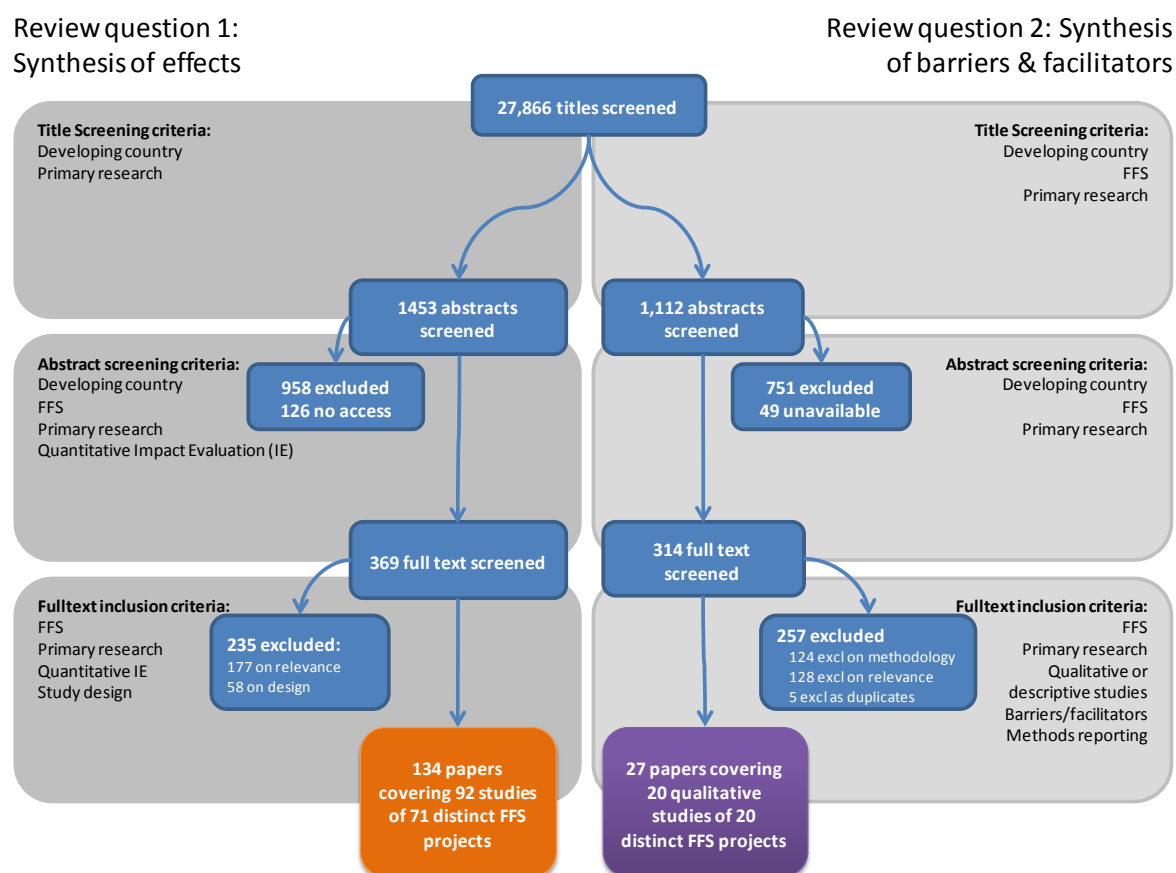 Review question 1:
Synthesis of effects
Review question 2: Synthesis
of barriers & facilitators
27,866 titles screened
Title Screening criteria:
Developing country
Primary research
Title Screening criteria:
Developing country
FFS
Primary research
1453 abstracts
screened
1,112 abstracts
screened
Abstract screening criteria:
Developing country
FFS
Primary research
Quantitative Impact Evaluation (IE)
958 excluded
126 no access
751 excluded
49 unavailable
Abstract screening criteria:
Developing country
FFS
Primary research
369 full text screened
314 full text
screened
Fulltext inclusion criteria:
FFS
Primary research
Quantitative IE
Study design
235 excluded:
177 on relevance
58 on design
257 excluded
124 excl on methodology
128 excl on relevance
5 excl as duplicates
Fulltext inclusion criteria:
FFS
Primary research
Qualitative or
descriptive studies
Barriers/facilitators
Methods reporting
134 papers
covering 92 studies
of 71 distinct FFS
projects
27 papers covering
20 qualitative
studies of 20
distinct FFS projects